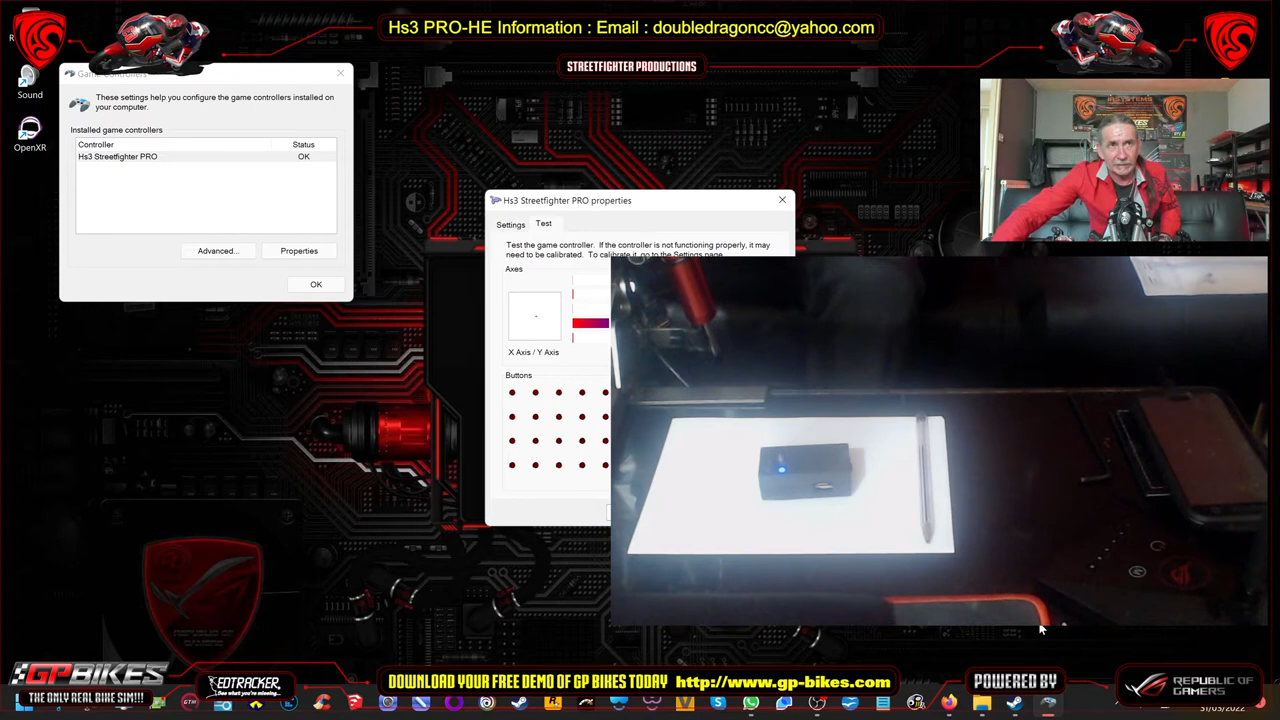 Hs3 PRO-HE Information : Email : doubledragoncc@yahoo.com
STREETFIGHTER PRODUCTIONS
Sound
OpenXR
Game Controllers
These settings help you configure the game controllers installed on
your computer.
Installed game controllers
Controller Status
Hs3 Streetfighter PRO OK
Advanced... Properties
OK
Hs3 Streetfighter PRO properties
Settings Test
Test the game controller. If the controller is not functioning properly, it may
need to be calibrated. To calibrate it, go to the Settings page.
Axes
X Axis / Y Axis
Buttons
GPBIKES
THE ONLY REAL BIKE SIM!!!
EDTRACKER
DOWNLOAD YOUR FREE DEMO OF GP BIKES TODAY http://www.gp-bikes.com
POWERED BY
REPUBLIC OF
GAMERS
31/03/2022